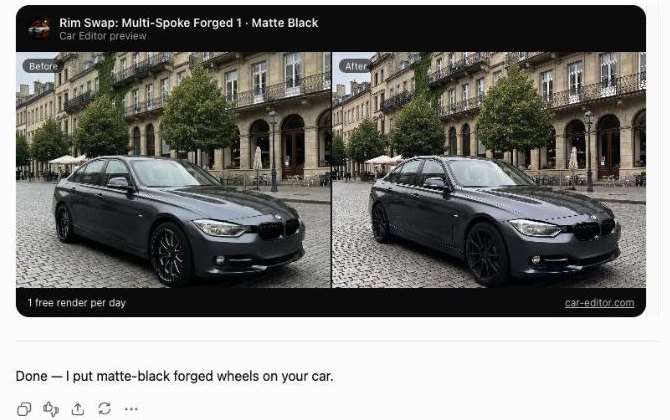 Rim Swap: Multi-Spoke Forged 1 · Matte Black
Car Editor preview
Before
After
1 free render per day
car-editor.com
Done — I put matte-black forged wheels on your car.